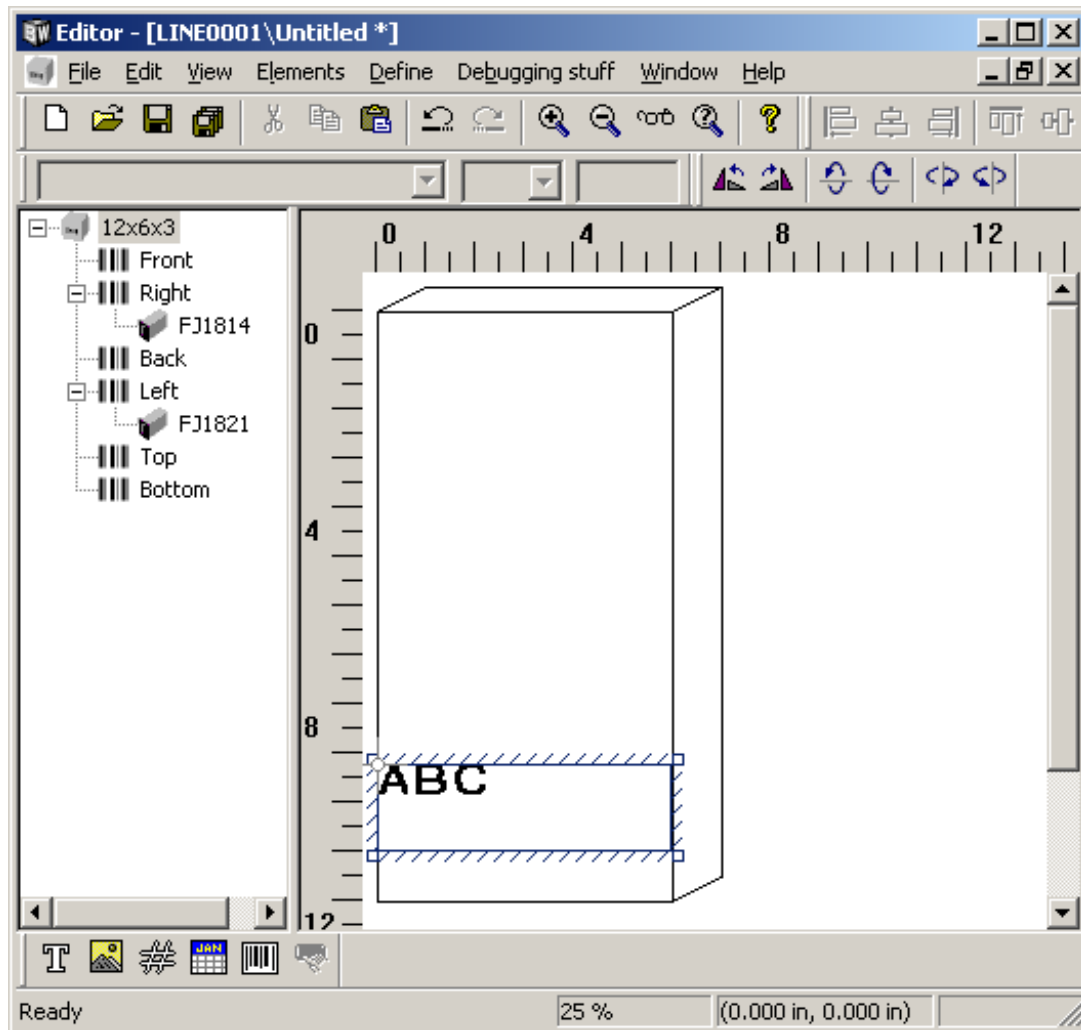 BW Editor - [LINE0001\Untitled *]
File Edit View Elements Define Debugging stuff Window Help
12x6x3
Front
Right
FJ1814
Back
Left
FJ1821
Top
Bottom
0 4 8 12
0
4
8
12
ABC
T JAN
Ready 25 % (0.000 in, 0.000 in)